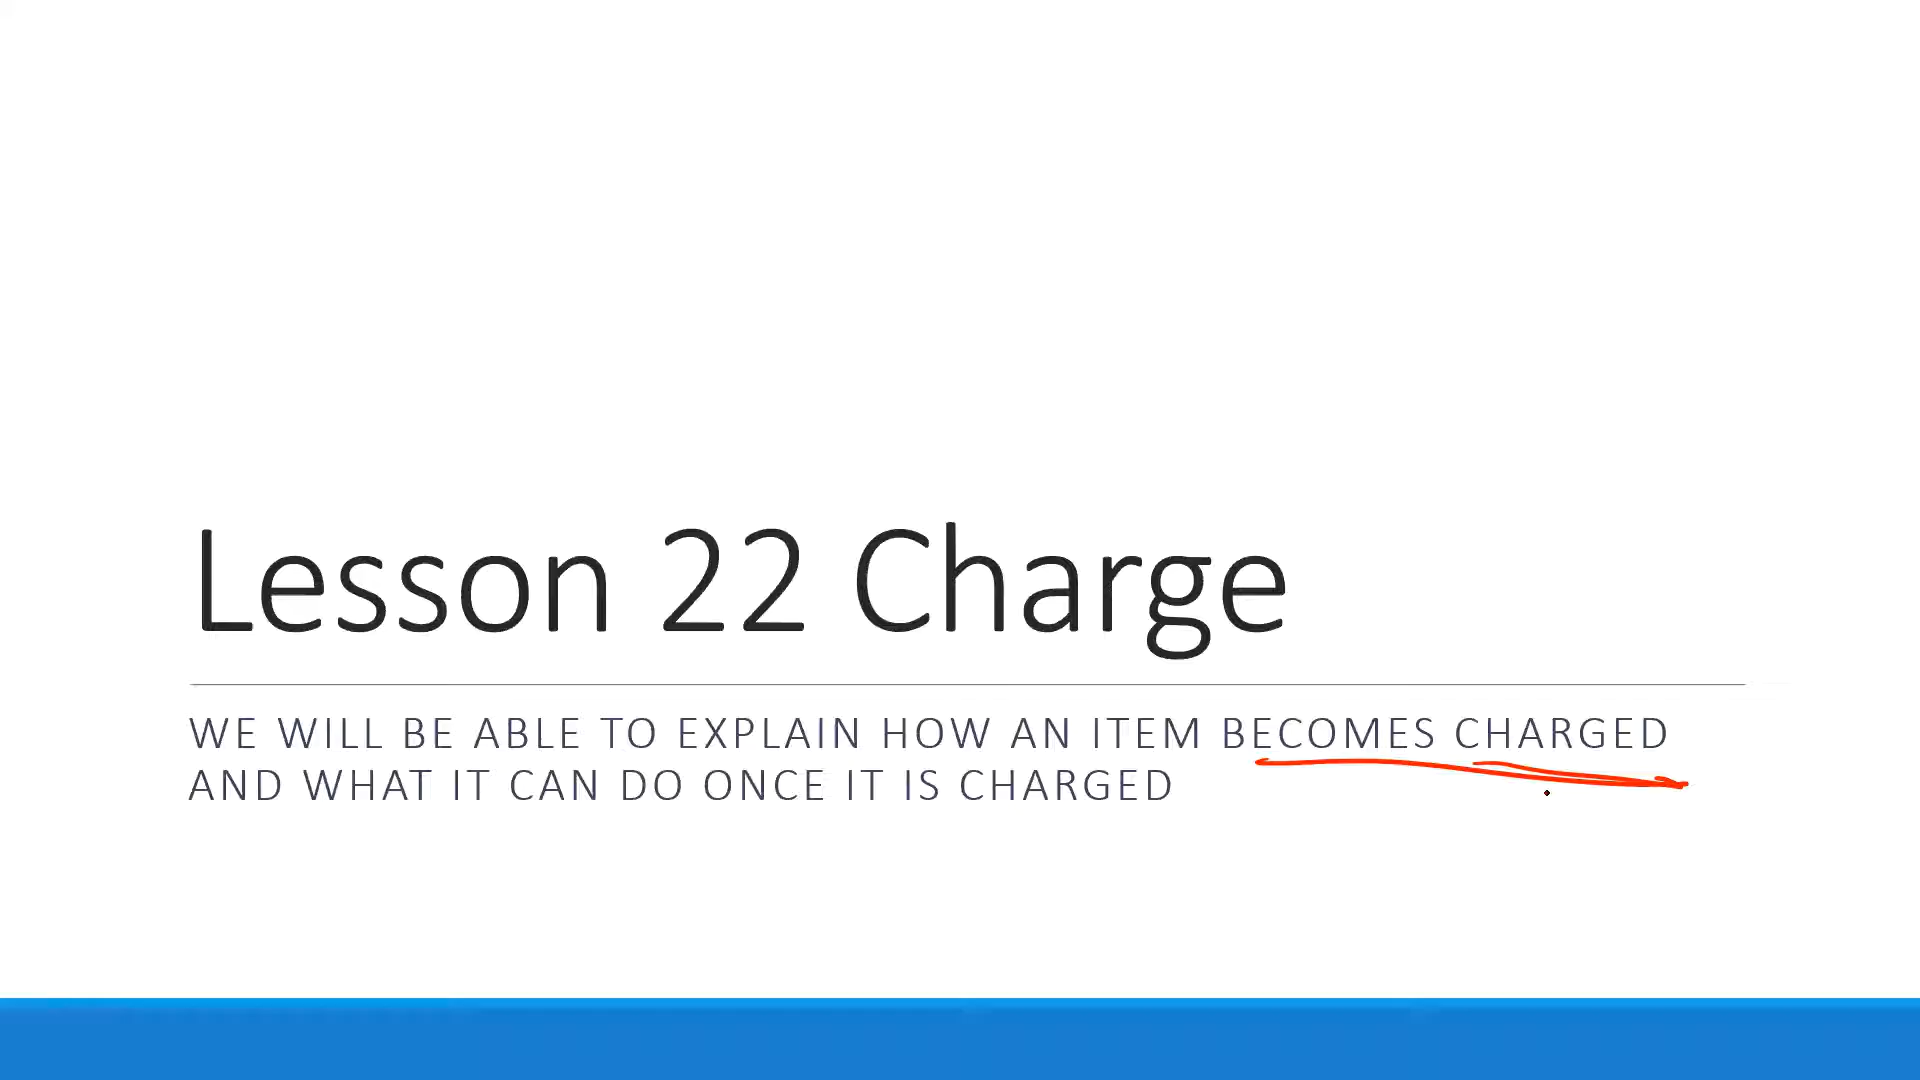 Lesson 22 Charge
WE WILL BE ABLE TO EXPLAIN HOW AN ITEM BECOMES CHARGED
AND WHAT IT CAN DO ONCE IT IS CHARGED